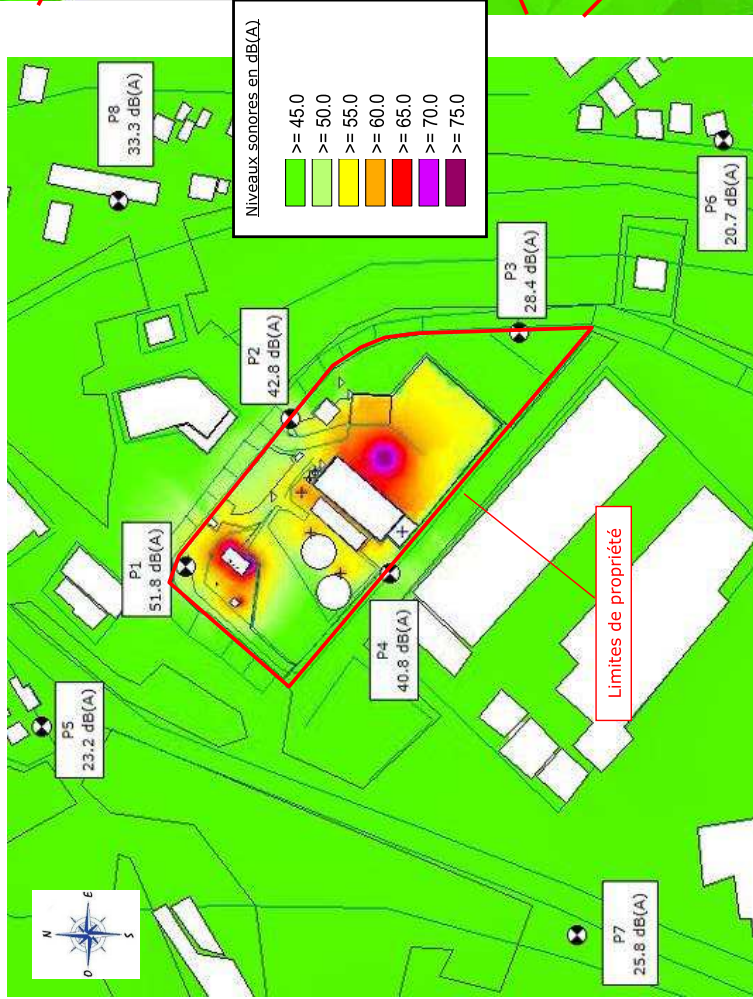 Niveaux sonores en dB(A)
>= 45.0
>= 50.0
>= 55.0
>= 60.0
>= 65.0
>= 70.0
>= 75.0
P8
33.3 dB(A)
P2
42.8 dB(A)
P3
28.4 dB(A)
P6
20.7 dB(A)
P1
51.8 dB(A)
P4
40.8 dB(A)
Limites de propriété
P5
23.2 dB(A)
P7
25.8 dB(A)
N
O
E
S